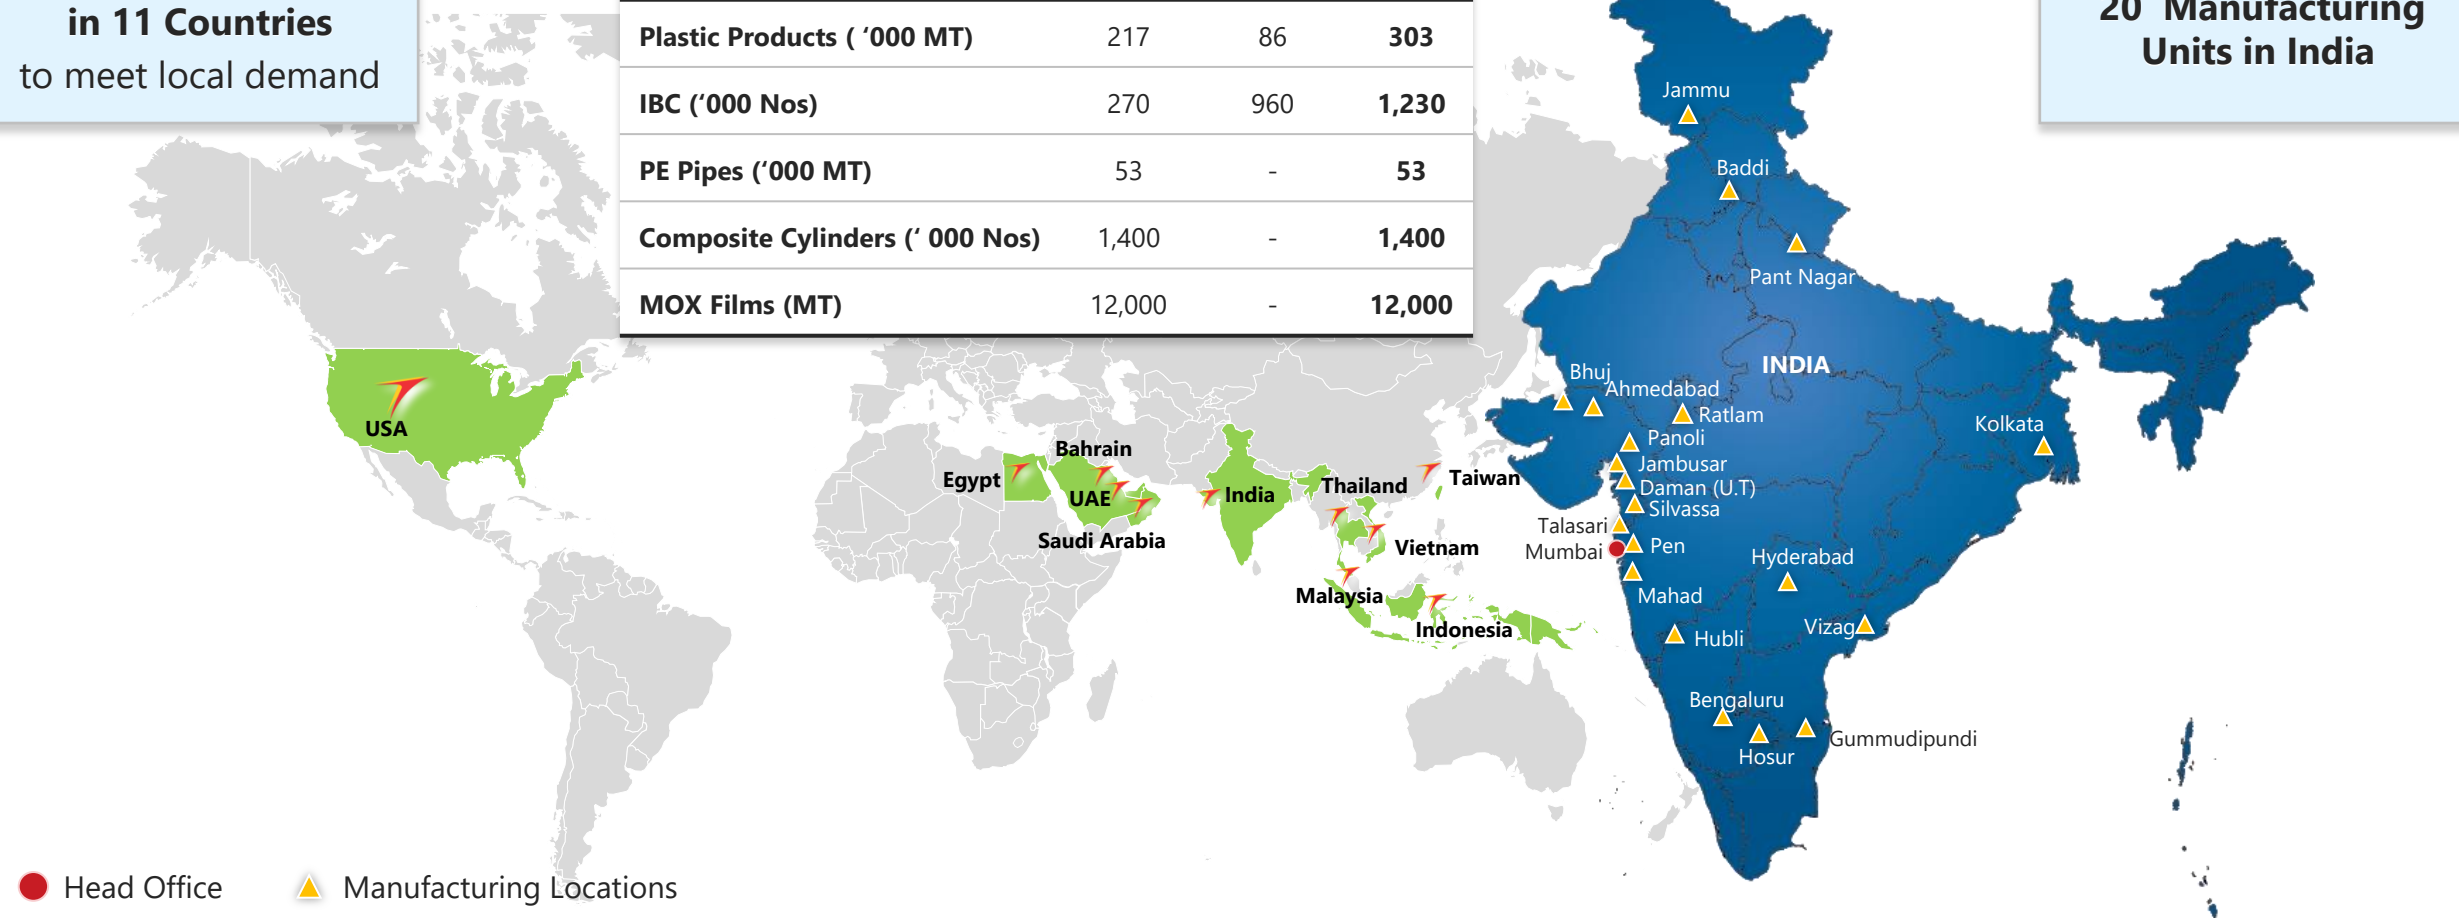 in 11 Countries
to meet local demand
Plastic Products ( ‘000 MT) 217 86 303
IBC (‘000 Nos) 270 960 1,230
PE Pipes (‘000 MT) 53 - 53
Composite Cylinders (‘ 000 Nos) 1,400 - 1,400
MOX Films (MT) 12,000 - 12,000
20 Manufacturing
Units in India
USA
Egypt
Bahrain
UAE
Saudi Arabia
India
Thailand
Taiwan
Vietnam
Malaysia
Indonesia
Jammu
Baddi
Pant Nagar
INDIA
Bhuj
Ahmedabad
Ratlam
Kolkata
Panoli
Jambusar
Daman (U.T)
Silvassa
Talasari
Mumbai
Pen
Hyderabad
Mahad
Vizag
Hubli
Bengaluru
Gummudipundi
Hosur
Head Office
Manufacturing Locations